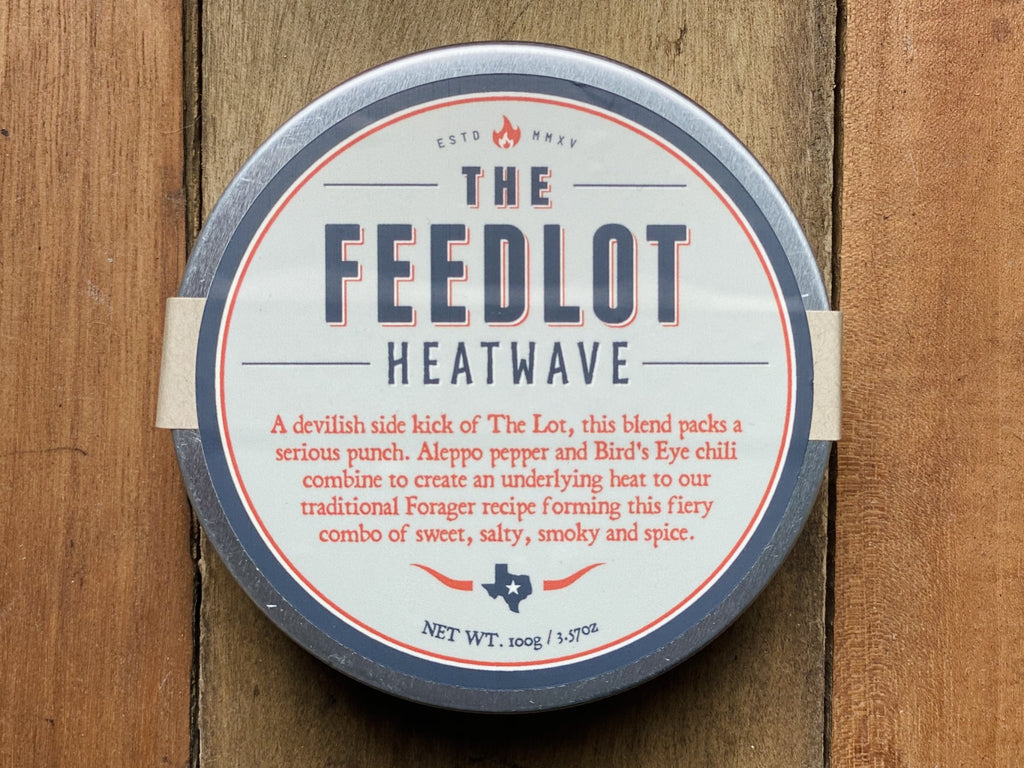 ESTD MMXV
THE
FEEDLOT
HEATWAVE
A devilish side kick of The Lot, this blend packs a
serious punch. Aleppo pepper and Bird's Eye chili
combine to create an underlying heat to our
traditional Forager recipe forming this fiery
combo of sweet, salty, smoky and spice.
NET WT. 100g / 3.57oz